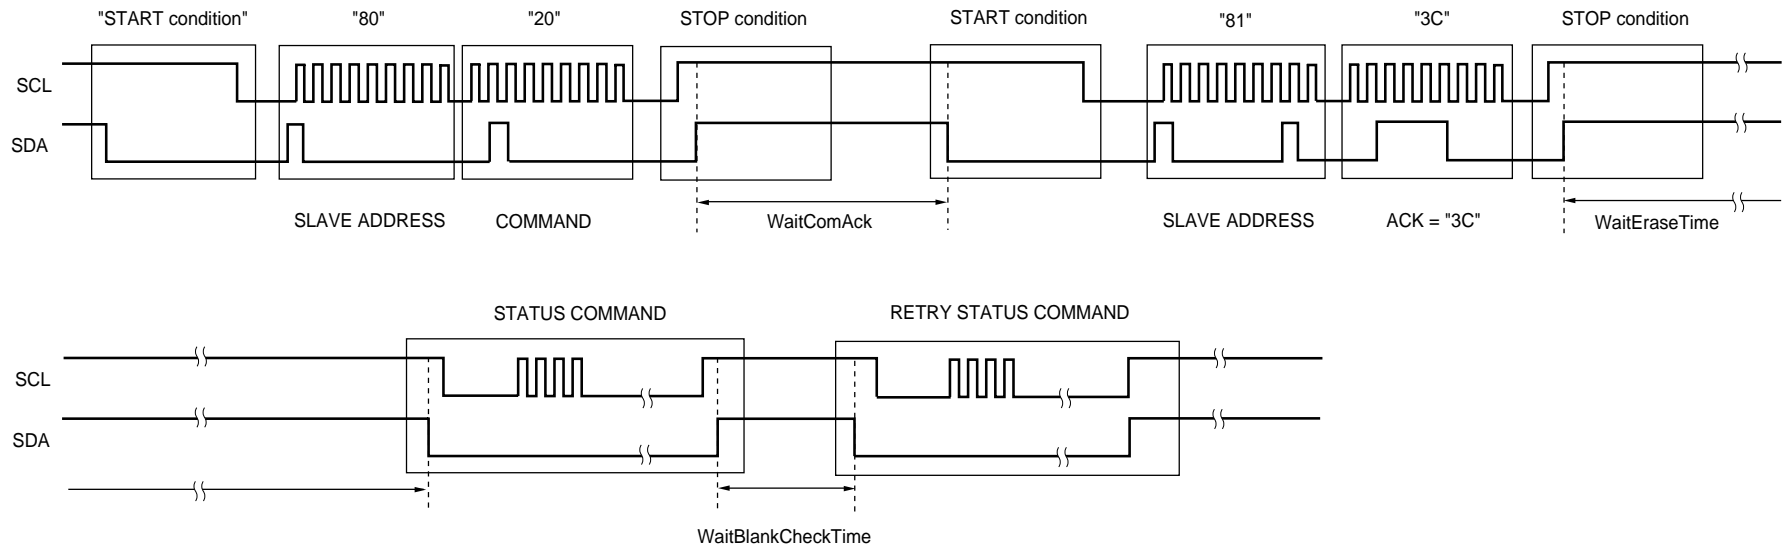 "START condition" "80" "20" STOP condition START condition "81" "3C" STOP condition
SCL
SDA
SLAVE ADDRESS COMMAND WaitComAck SLAVE ADDRESS ACK = "3C" WaitEraseTime
STATUS COMMAND RETRY STATUS COMMAND
SCL
SDA
WaitBlankCheckTime